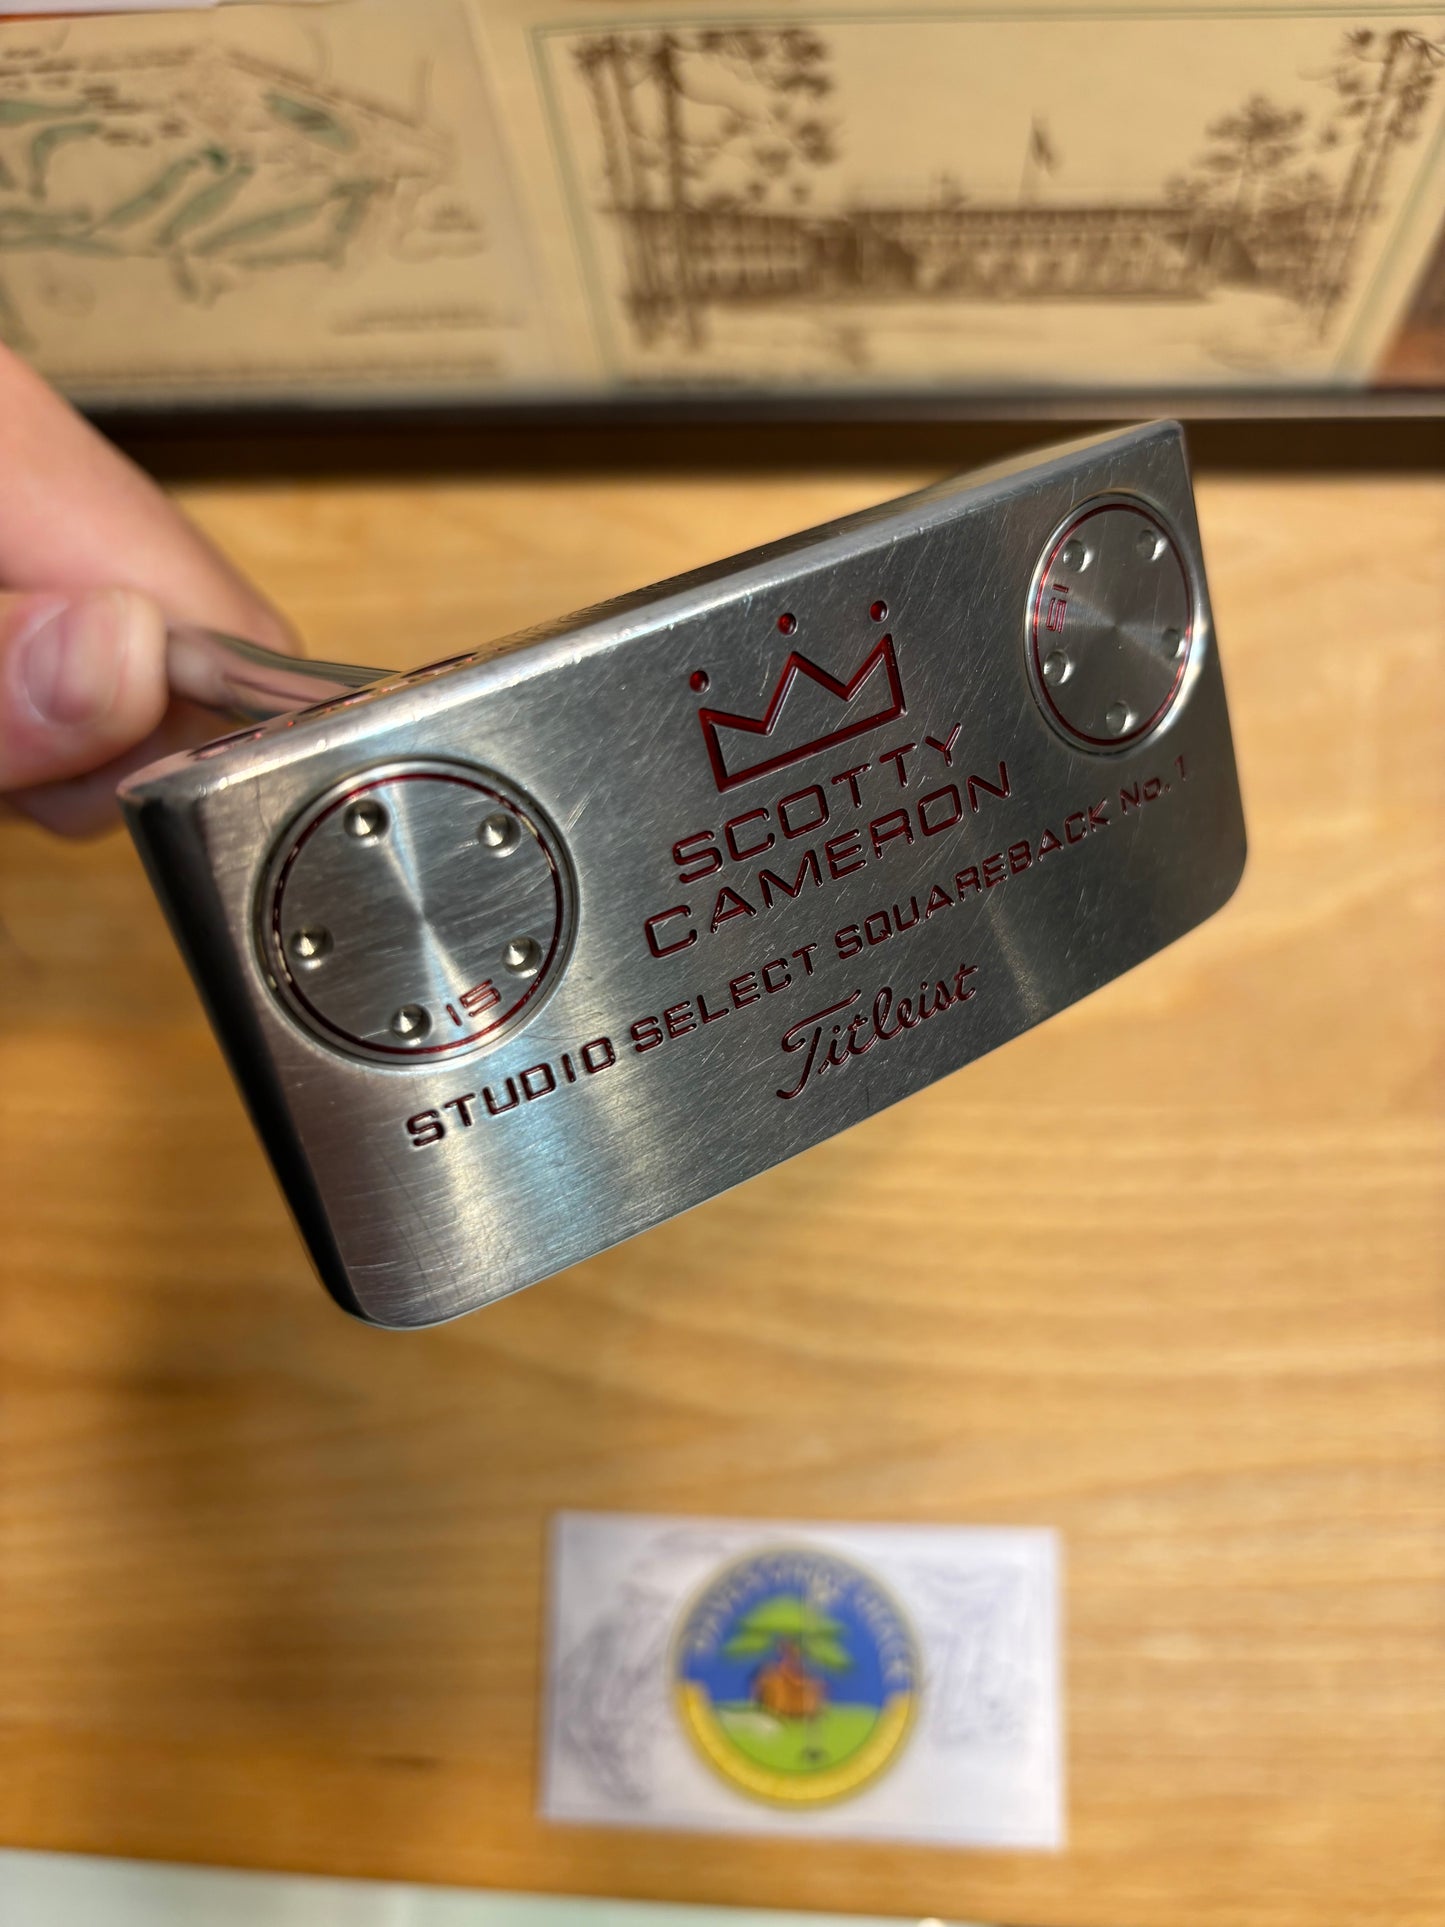 SCOTTY
CAMERON
STUDIO SELECT SQUAREBACK No. 1
Titleist
15
15